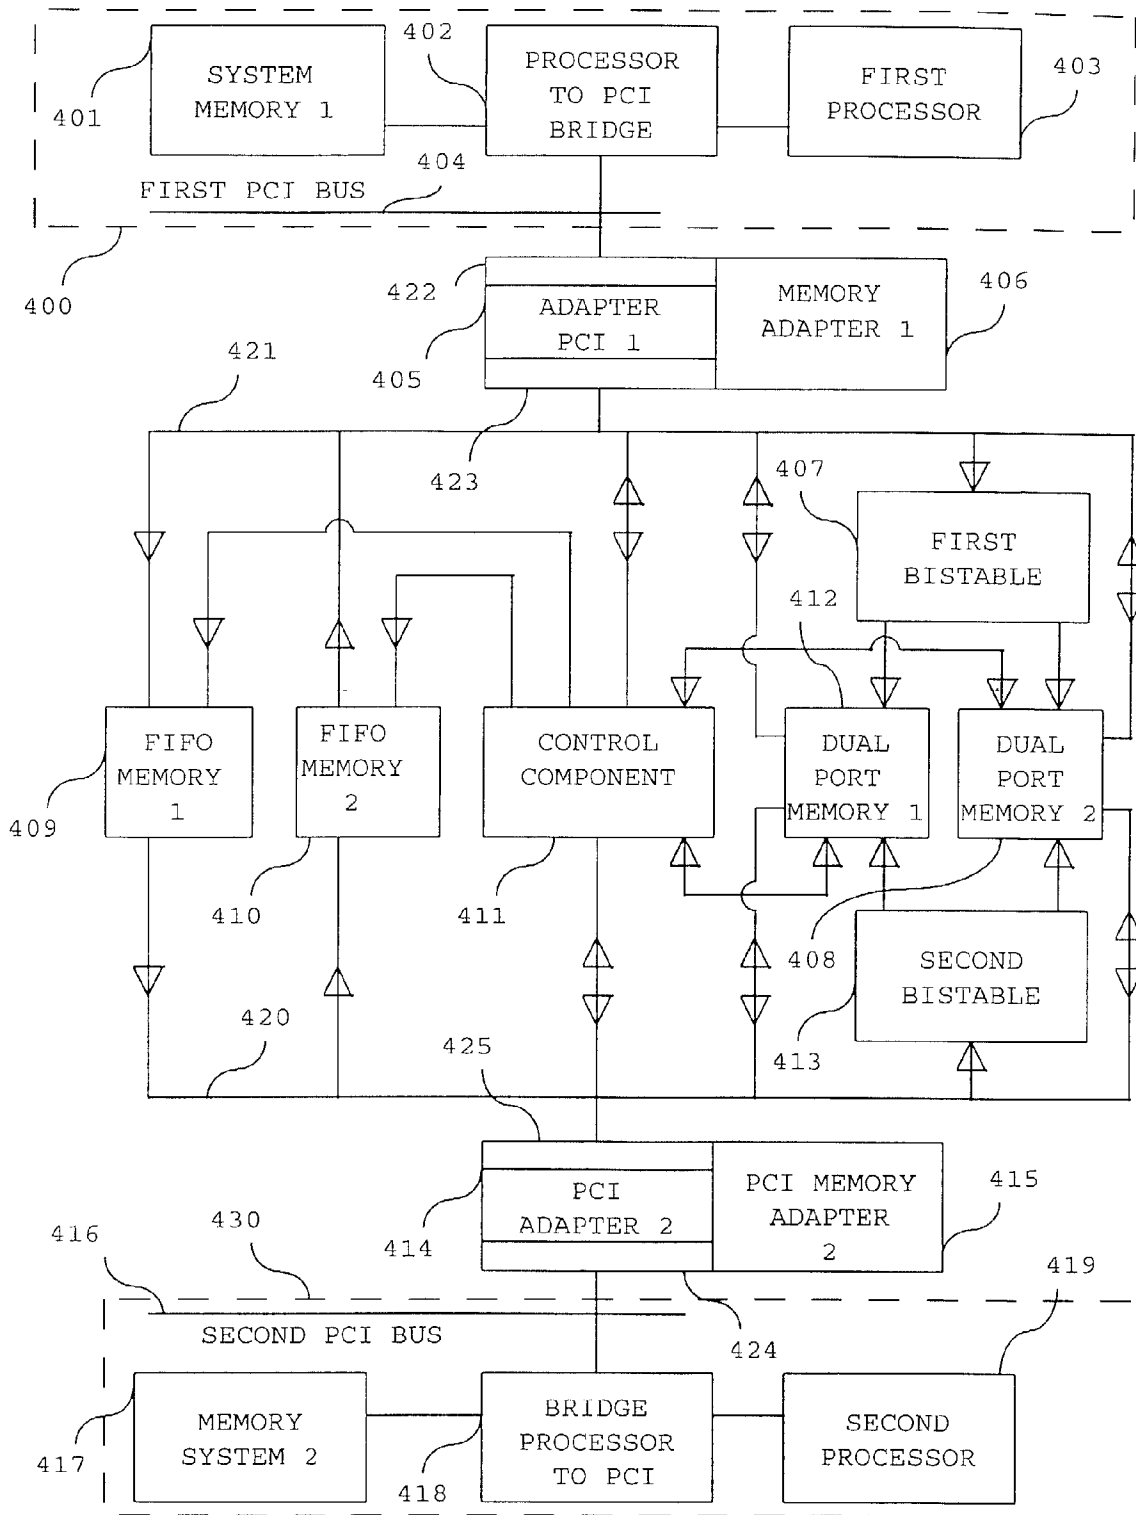 402
SYSTEM
MEMORY 1
PROCESSOR
TO PCI
BRIDGE
FIRST
PROCESSOR
403
401
404
FIRST PCI BUS
400
422
ADAPTER
PCI 1
MEMORY
ADAPTER 1
406
405
421
423
407
FIRST
BISTABLE
412
FIFO
MEMORY
1
FIFO
MEMORY
2
CONTROL
COMPONENT
DUAL
PORT
MEMORY 1
DUAL
PORT
MEMORY 2
409
410
411
408
SECOND
BISTABLE
420
425
413
PCI
ADAPTER 2
PCI MEMORY
ADAPTER
2
415
414
430
416
419
SECOND PCI BUS
424
MEMORY
SYSTEM 2
BRIDGE
PROCESSOR
TO PCI
SECOND
PROCESSOR
417
418